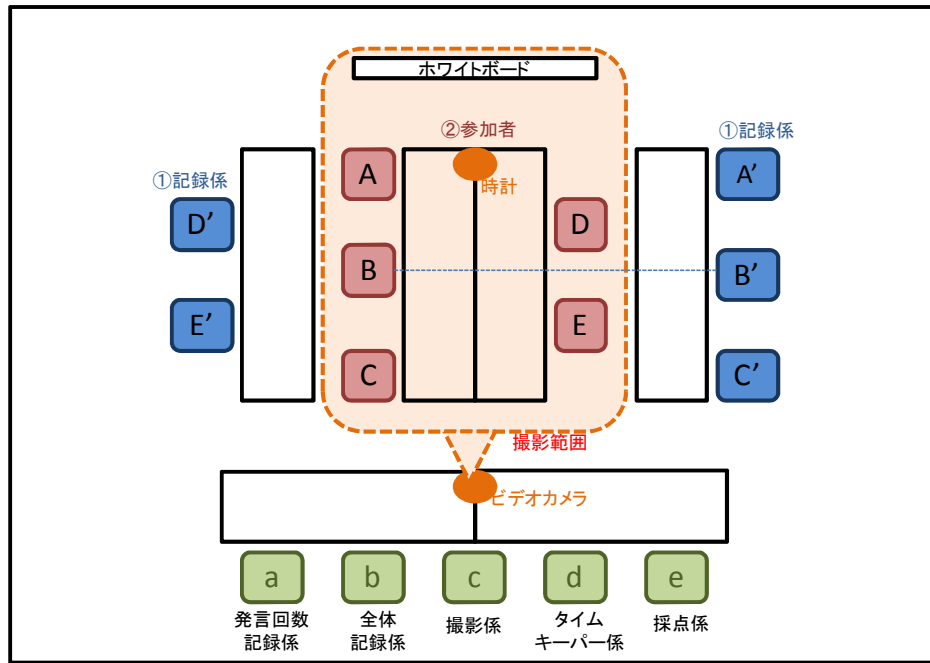 ホワイトボード
②参加者
①記録係
A
A’
時計
①記録係
D’
D
B
B’
E’
E
C
C’
撮影範囲
ビデオカメラ
a
b
c
d
e
発言回数
記録係
全体
記録係
撮影係
タイム
キーパー係
採点係